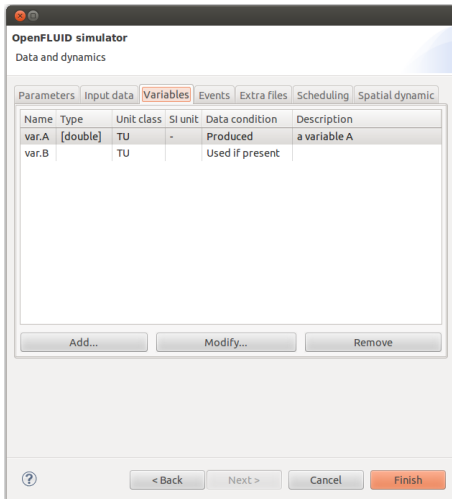 OpenFLUID simulator
Data and dynamics
Parameters Input data Variables Events Extra files Scheduling Spatial dynamic
Name Type Unit class SI unit Data condition Description
var.A [double] TU - Produced a variable A
var.B TU Used if present
Add... Modify... Remove
? < Back Next > Cancel Finish